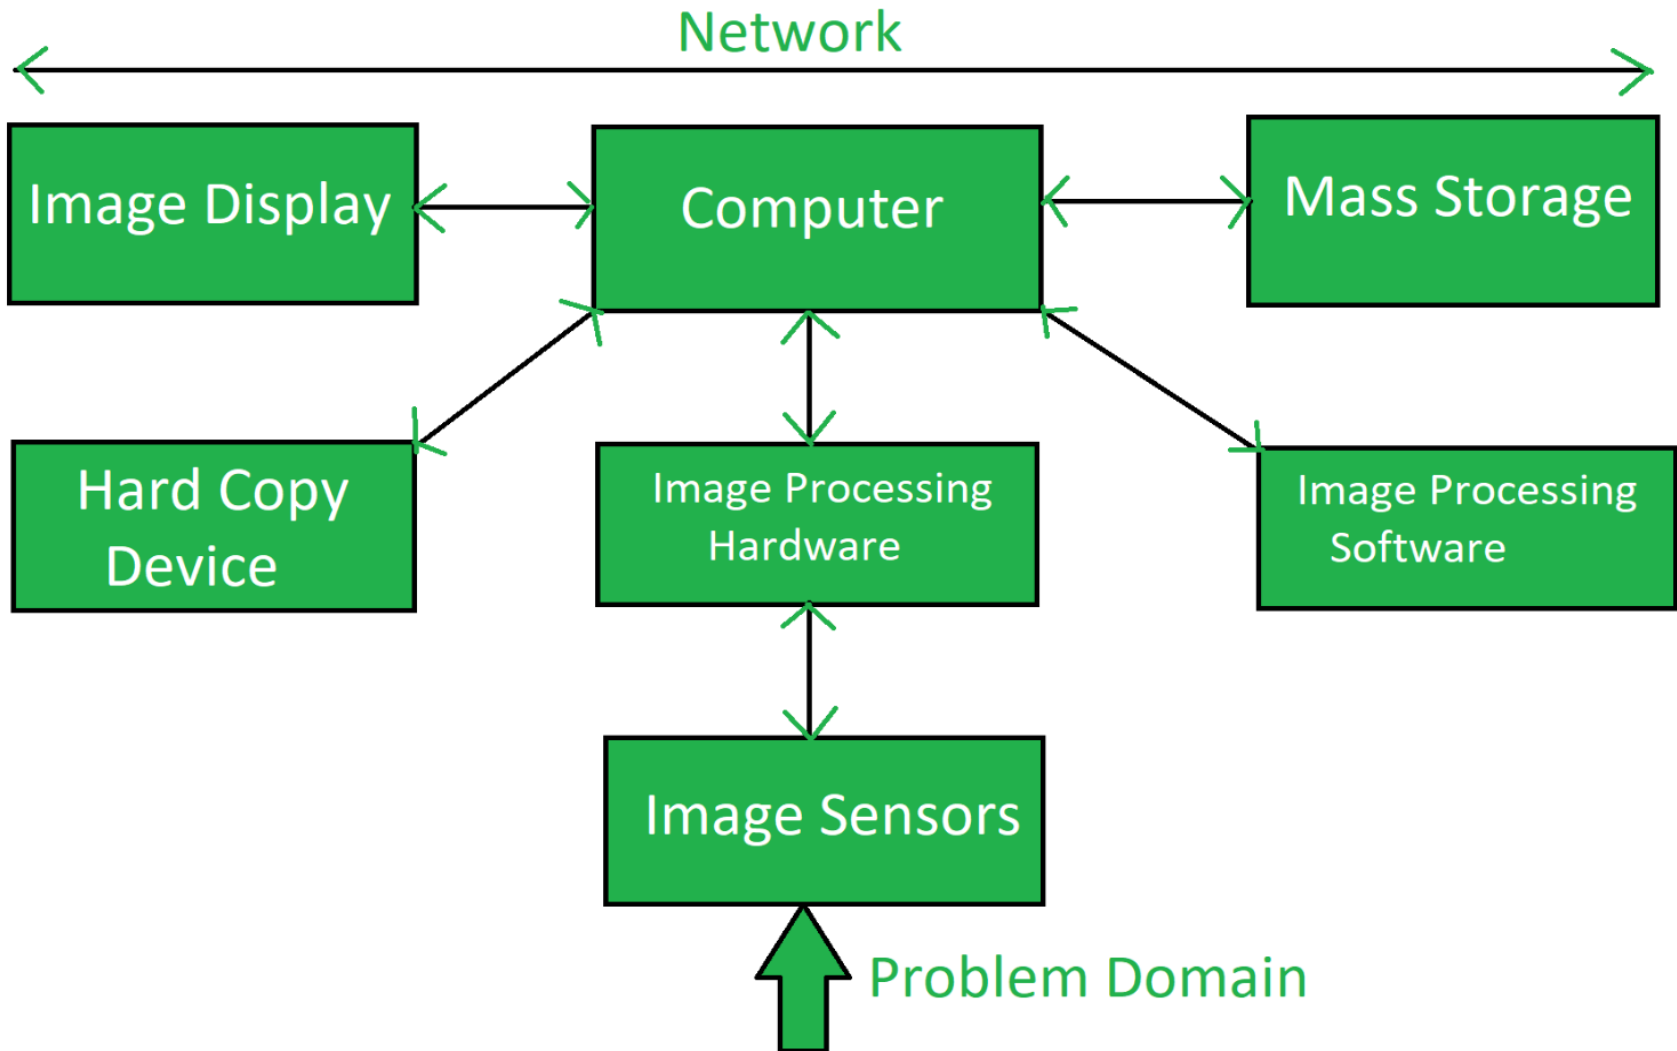 Network
Image Display
Computer
Mass Storage
Hard Copy
Device
Image Processing
Hardware
Image Processing
Software
Image Sensors
Problem Domain